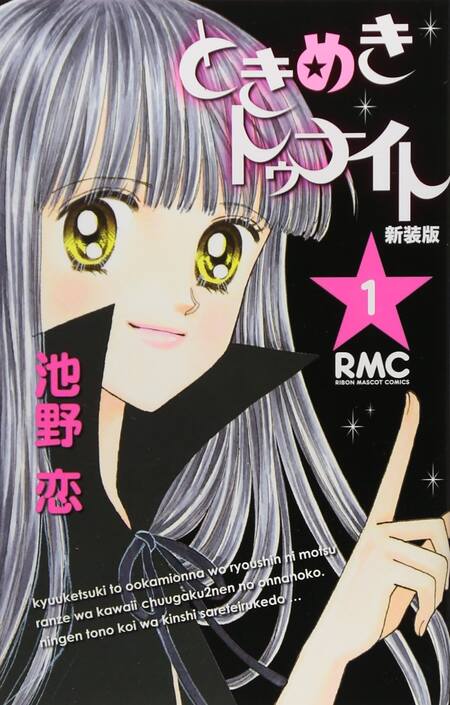 ときめき
トゥナイト
新装版
1
RMC
RIBON MASCOT COMICS
池野 恋
kyuuketsuki to ookamionna wo ryoushin ni motsu
ranze wa kawaii chuugaku2nen no onnanoko.
ningen tono koi wa kinshi sareteirukedo ...